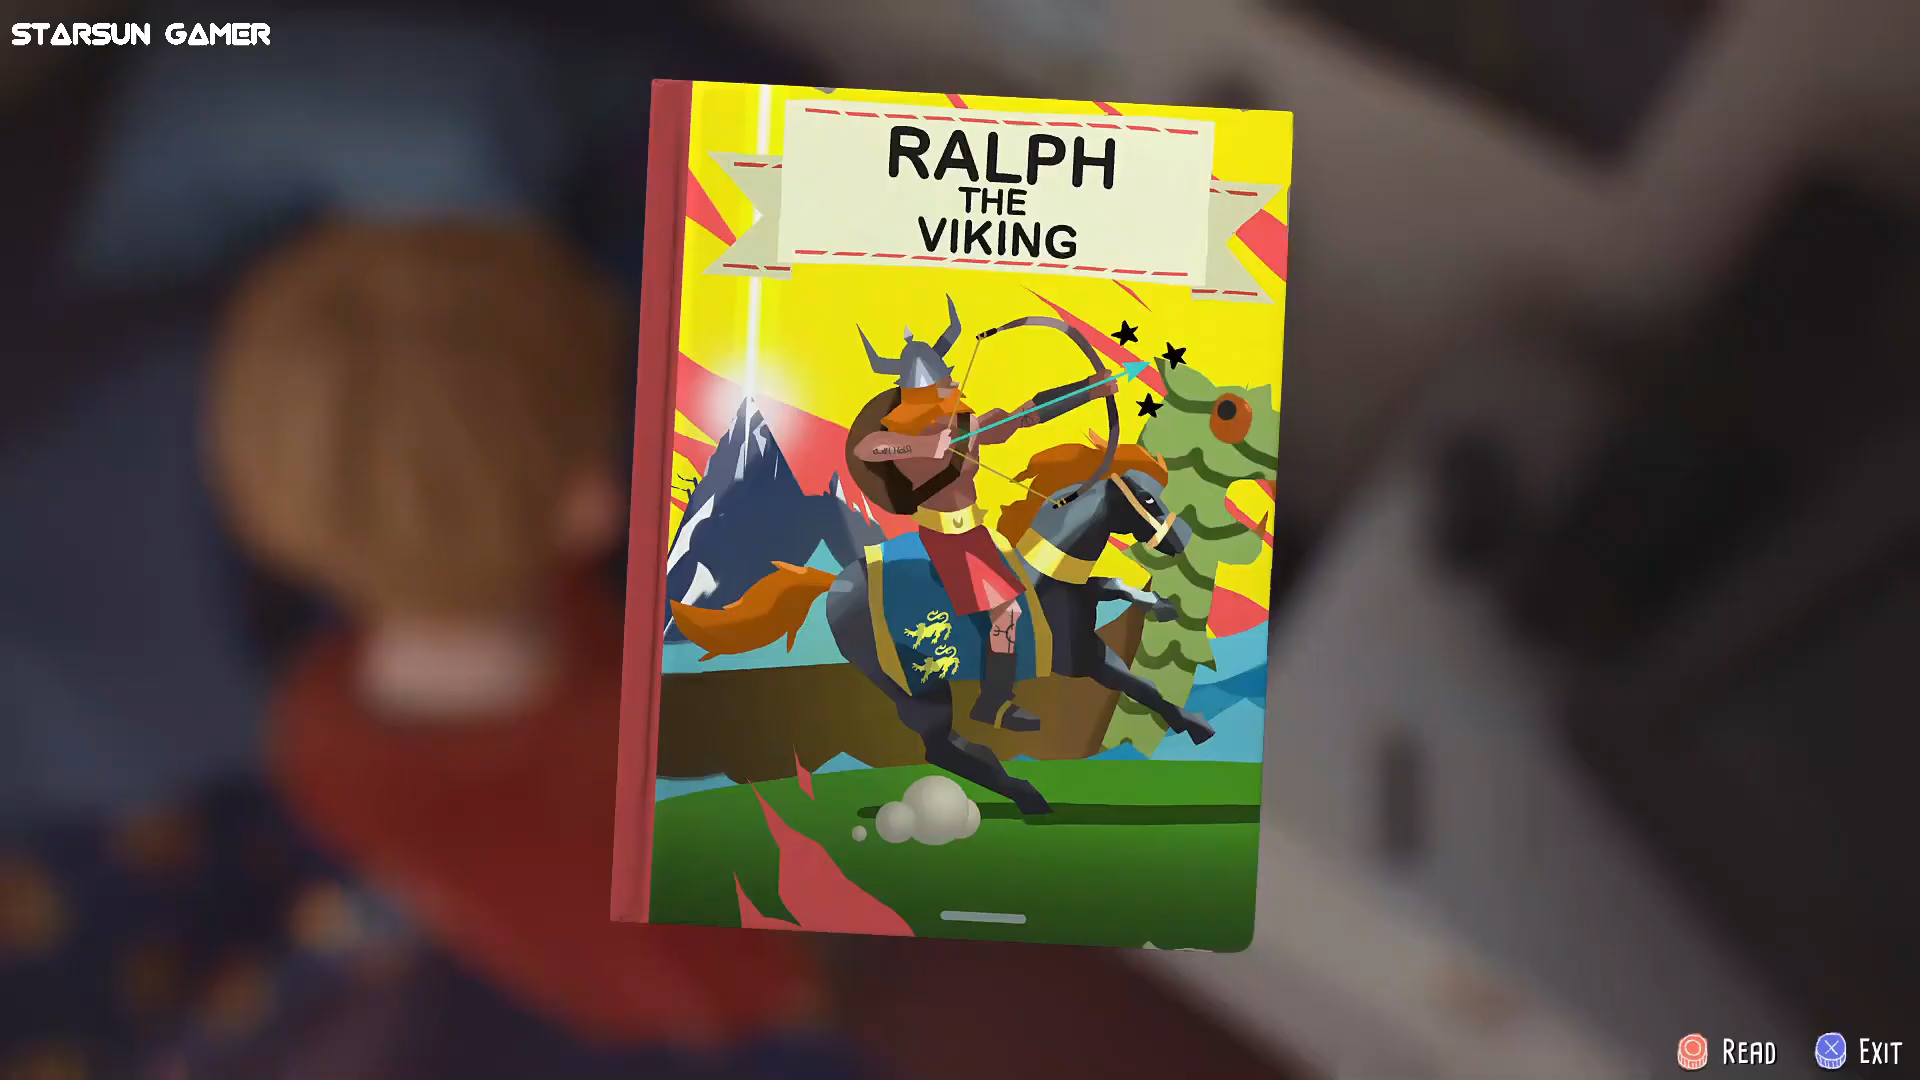 STARSUN GAMER
RALPH
THE
VIKING
READ
EXIT